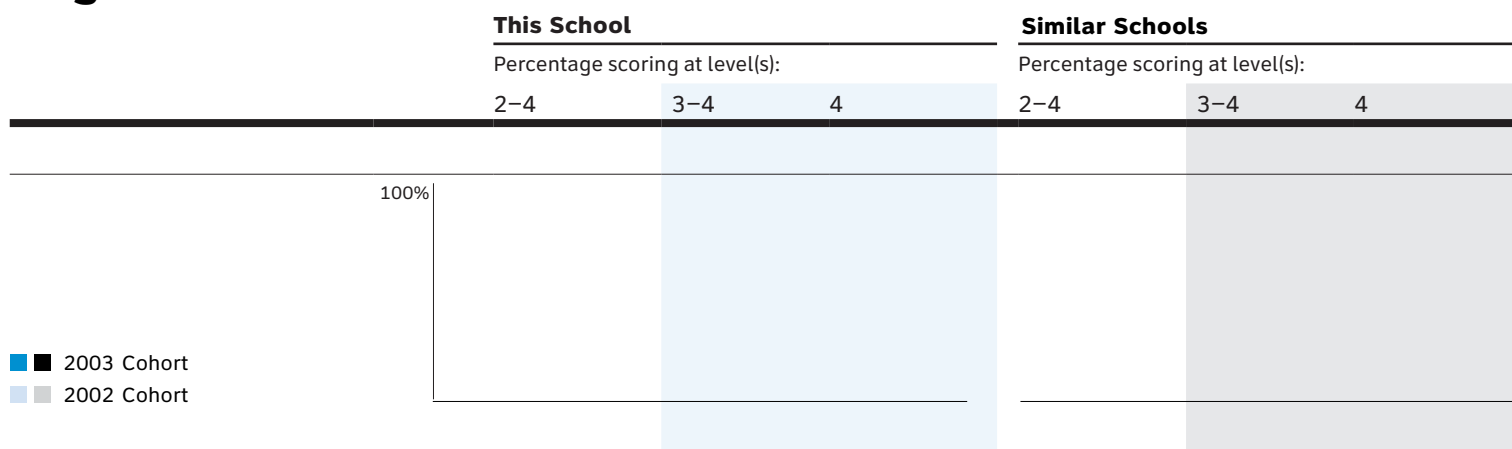 This School Similar Schools
Percentage scoring at level(s): Percentage scoring at level(s):
2–4 3–4 4 2–4 3–4 4
100%
2003 Cohort
2002 Cohort